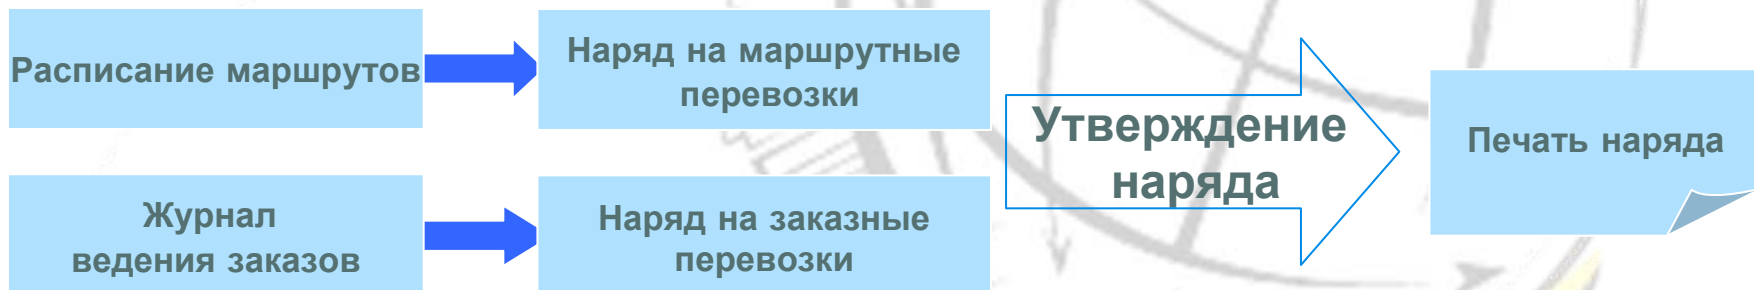 Расписание маршрутов
Наряд на маршрутные
перевозки
Журнал
ведения заказов
Наряд на заказные
перевозки
Утверждение
наряда
Печать наряда